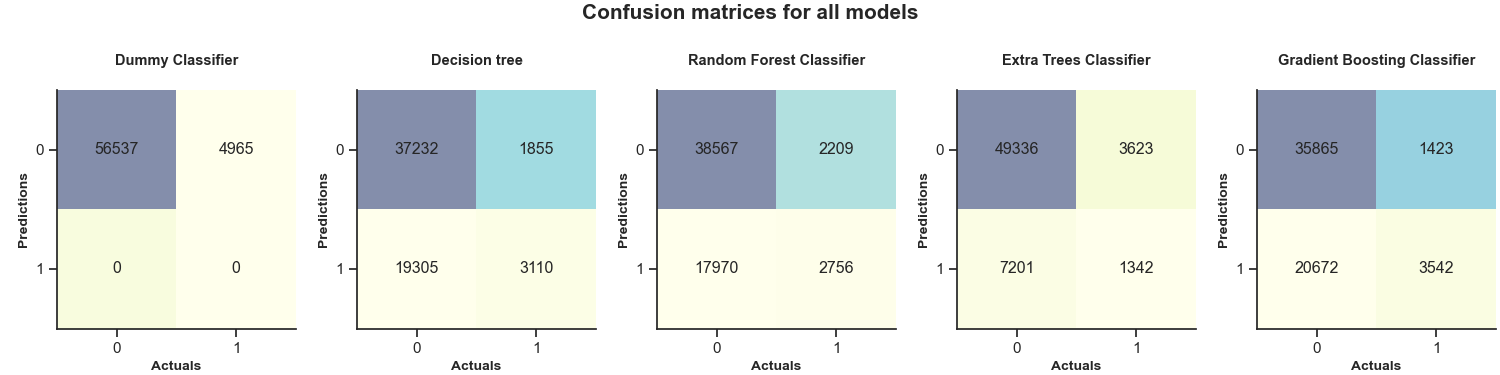 Confusion matrices for all models
Dummy Classifier
Predictions
0
56537
4965
1
0
0
0
1
Actuals
Decision tree
Predictions
0
37232
1855
1
19305
3110
0
1
Actuals
Random Forest Classifier
Predictions
0
38567
2209
1
17970
2756
0
1
Actuals
Extra Trees Classifier
Predictions
0
49336
3623
1
7201
1342
0
1
Actuals
Gradient Boosting Classifier
Predictions
0
35865
1423
1
20672
3542
0
1
Actuals